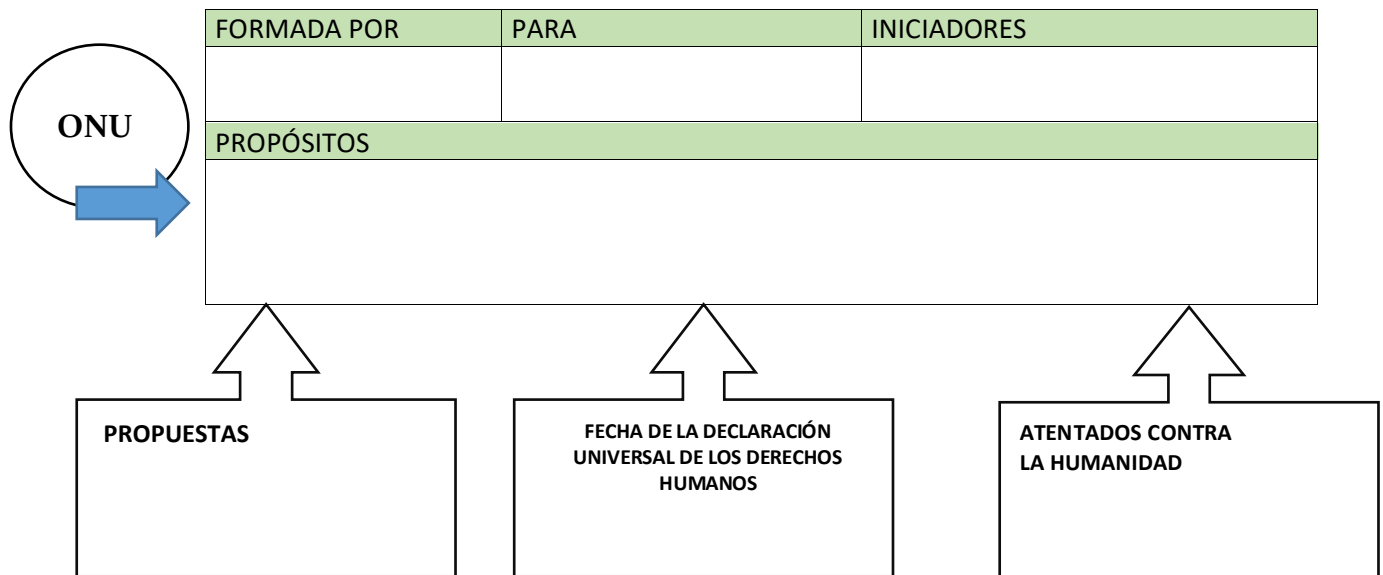 FORMADA POR PARA INICIADORES
ONU
PROPÓSITOS
PROPUESTAS
FECHA DE LA DECLARACIÓN
UNIVERSAL DE LOS DERECHOS
HUMANOS
ATENTADOS CONTRA
LA HUMANIDAD